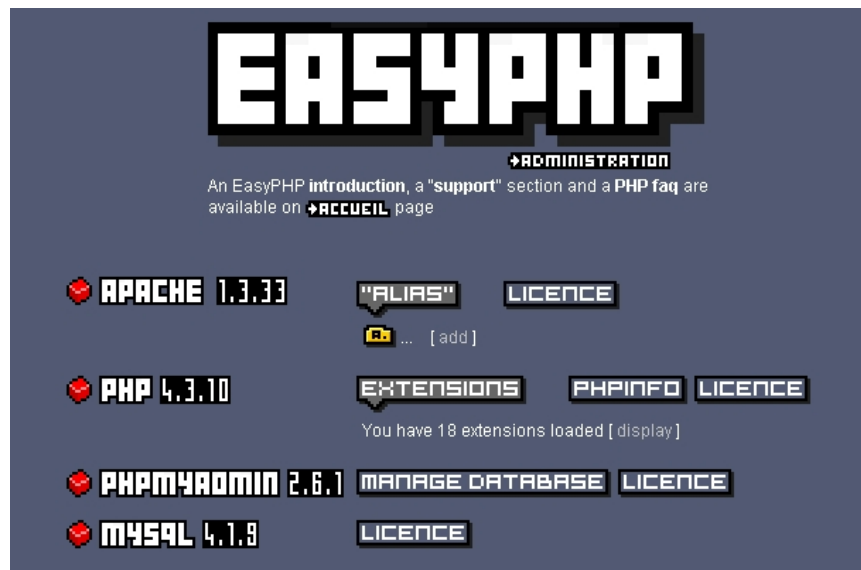 EASYPHP
ADMINISTRATION
An EasyPHP introduction, a "support" section and a PHP faq are
available on ACCUEIL page
APACHE 1.3.33 "ALIAS" LICENCE
A. ... [ add ]
PHP 4.3.10 EXTENSIONS PHPINFO LICENCE
You have 18 extensions loaded [ display ]
PHPMYADMIN 2.6.1 MANAGE DATABASE LICENCE
MYSQL 4.1.9 LICENCE